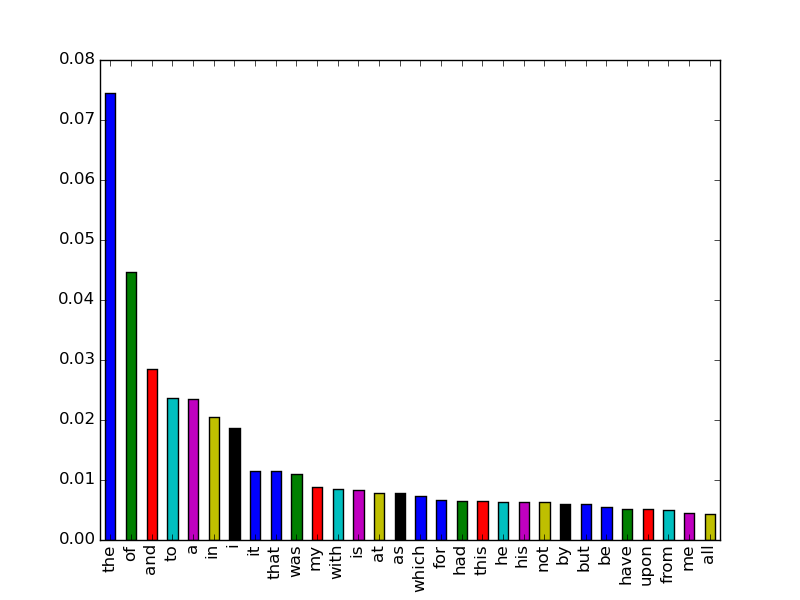 0.08
0.07
0.06
0.05
0.04
0.03
0.02
0.01
0.00
the
of
and
to
a
in
i
it
that
was
my
with
is
at
as
which
for
had
this
he
his
not
by
but
be
have
upon
from
me
all